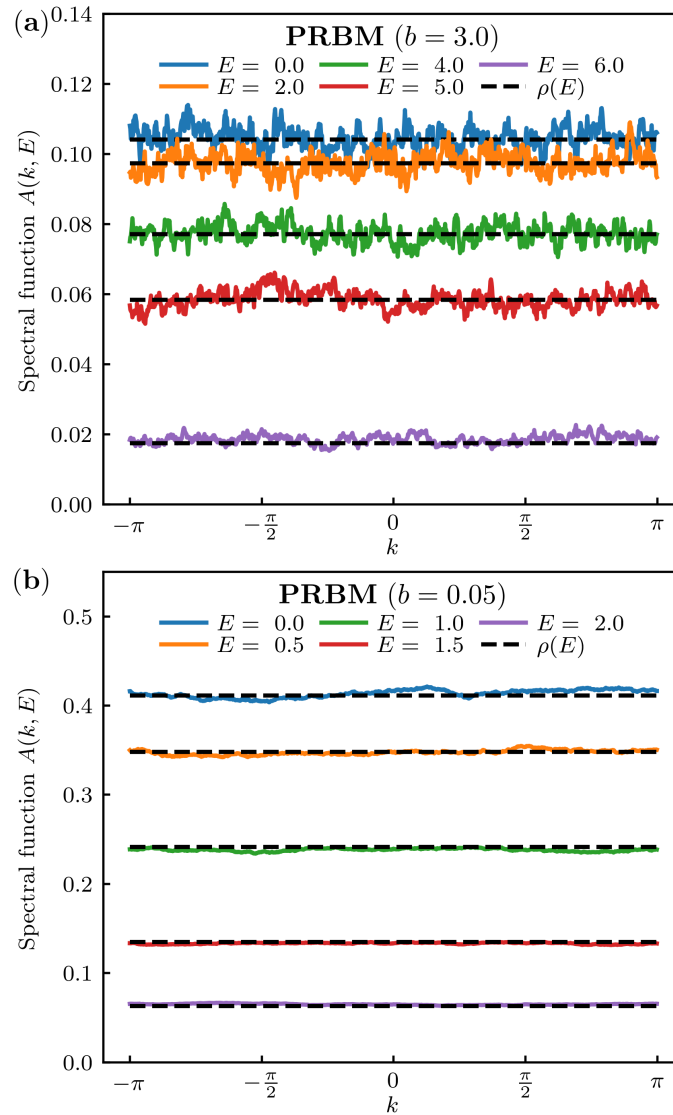 (a)
PRBM (b = 3.0)
E = 0.0 E = 4.0 E = 6.0
E = 2.0 E = 5.0 ρ(E)
Spectral function A(k, E)
0.14
0.12
0.10
0.08
0.06
0.04
0.02
0.00
−π −π/2 0 π/2 π
k
(b)
PRBM (b = 0.05)
E = 0.0 E = 1.0 E = 2.0
E = 0.5 E = 1.5 ρ(E)
Spectral function A(k, E)
0.5
0.4
0.3
0.2
0.1
0.0
−π −π/2 0 π/2 π
k